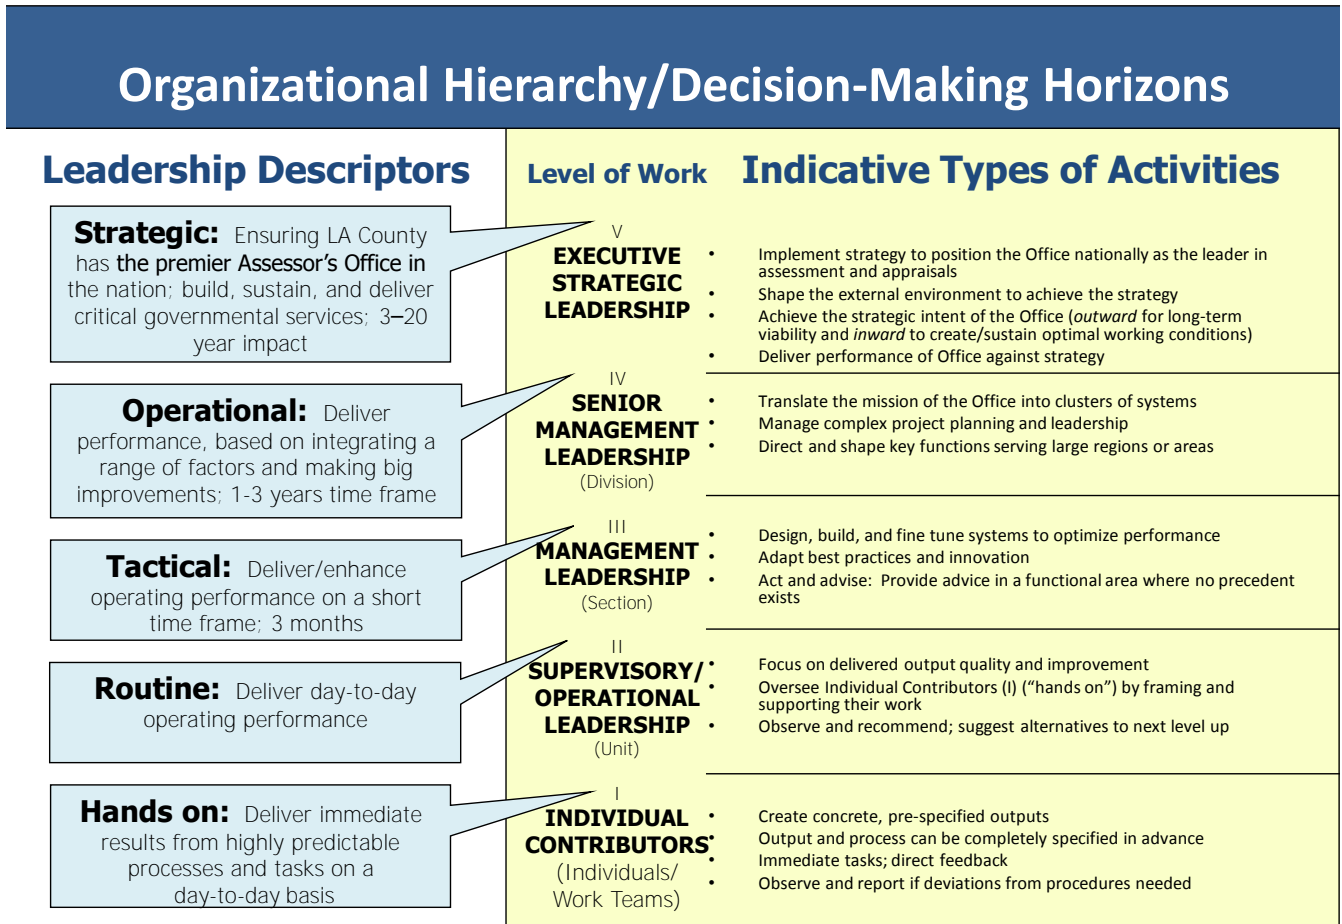 Organizational Hierarchy/Decision-Making Horizons
Leadership Descriptors
Level of Work
Indicative Types of Activities
Strategic: Ensuring LA County
has the premier Assessor's Office in
the nation; build, sustain, and deliver
critical governmental services; 3–20
year impact
V
EXECUTIVE
STRATEGIC
LEADERSHIP
• Implement strategy to position the Office nationally as the leader in
assessment and appraisals
• Shape the external environment to achieve the strategy
• Achieve the strategic intent of the Office (outward for long-term
viability and inward to create/sustain optimal working conditions)
• Deliver performance of Office against strategy
Operational: Deliver
performance, based on integrating a
range of factors and making big
improvements; 1-3 years time frame
IV
SENIOR
MANAGEMENT
LEADERSHIP
(Division)
• Translate the mission of the Office into clusters of systems
• Manage complex project planning and leadership
• Direct and shape key functions serving large regions or areas
Tactical: Deliver/enhance
operating performance on a short
time frame; 3 months
III
MANAGEMENT
LEADERSHIP
(Section)
• Design, build, and fine tune systems to optimize performance
• Adapt best practices and innovation
• Act and advise: Provide advice in a functional area where no precedent
exists
Routine: Deliver day-to-day
operating performance
II
SUPERVISORY/
OPERATIONAL
LEADERSHIP
(Unit)
• Focus on delivered output quality and improvement
• Oversee Individual Contributors (I) (“hands on”) by framing and
supporting their work
• Observe and recommend; suggest alternatives to next level up
Hands on: Deliver immediate
results from highly predictable
processes and tasks on a
day-to-day basis
I
INDIVIDUAL
CONTRIBUTORS
(Individuals/
Work Teams)
• Create concrete, pre-specified outputs
• Output and process can be completely specified in advance
• Immediate tasks; direct feedback
• Observe and report if deviations from procedures needed